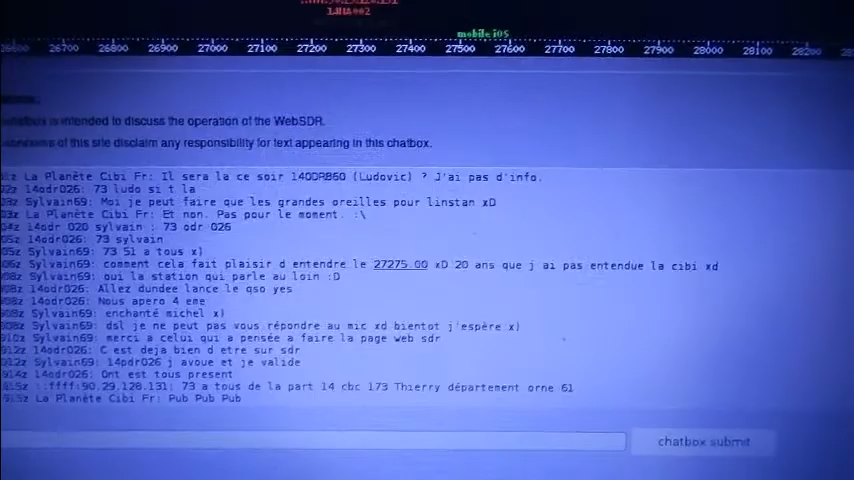 LHA002
mobile iOS
26700 26800 26900 27000 27100 27200 27300 27400 27500 27600 27700 27800 27900 28000 28100 28200
is intended to discuss the operation of the WebSDR.
of this site disclaim any responsibility for text appearing in this chatbox.
La Planète Cibi Fr: Il sera la ce soir 14ODR860 (Ludovic) ? J'ai pas d'info.
14odr026: 73 ludo si t la
Sylvain69: Moi je peut faire que les grandes oreilles pour linstan xD
La Planète Cibi Fr: Et non. Pas pour le moment. :\
14odr 020 sylvain : 73 odr 026
14odr026: 73 sylvain
Sylvain69: 73 51 a tous x)
Sylvain69: comment cela fait plaisir d entendre le 27275.00 xD 20 ans que j ai pas entendue la cibi xd
Sylvain69: oui la station qui parle au loin :D
14odr026: Allez dundee lance le qso yes
14odr026: Nous apero 4 eme
Sylvain69: enchanté michel x)
Sylvain69: dsl je ne peut pas vous répondre au mic xd bientot j'espère x)
Sylvain69: merci a celui qui a pensée a faire la page web sdr
14odr026: C est deja bien d etre sur sdr
Sylvain69: 14odr026 j avoue et je valide
14odr026: Ont est tous present
::ffff:90.29.128.131: 73 a tous de la part 14 cbc 173 Thierry département orne 61
La Planète Cibi Fr: Pub Pub Pub
chatbox submit